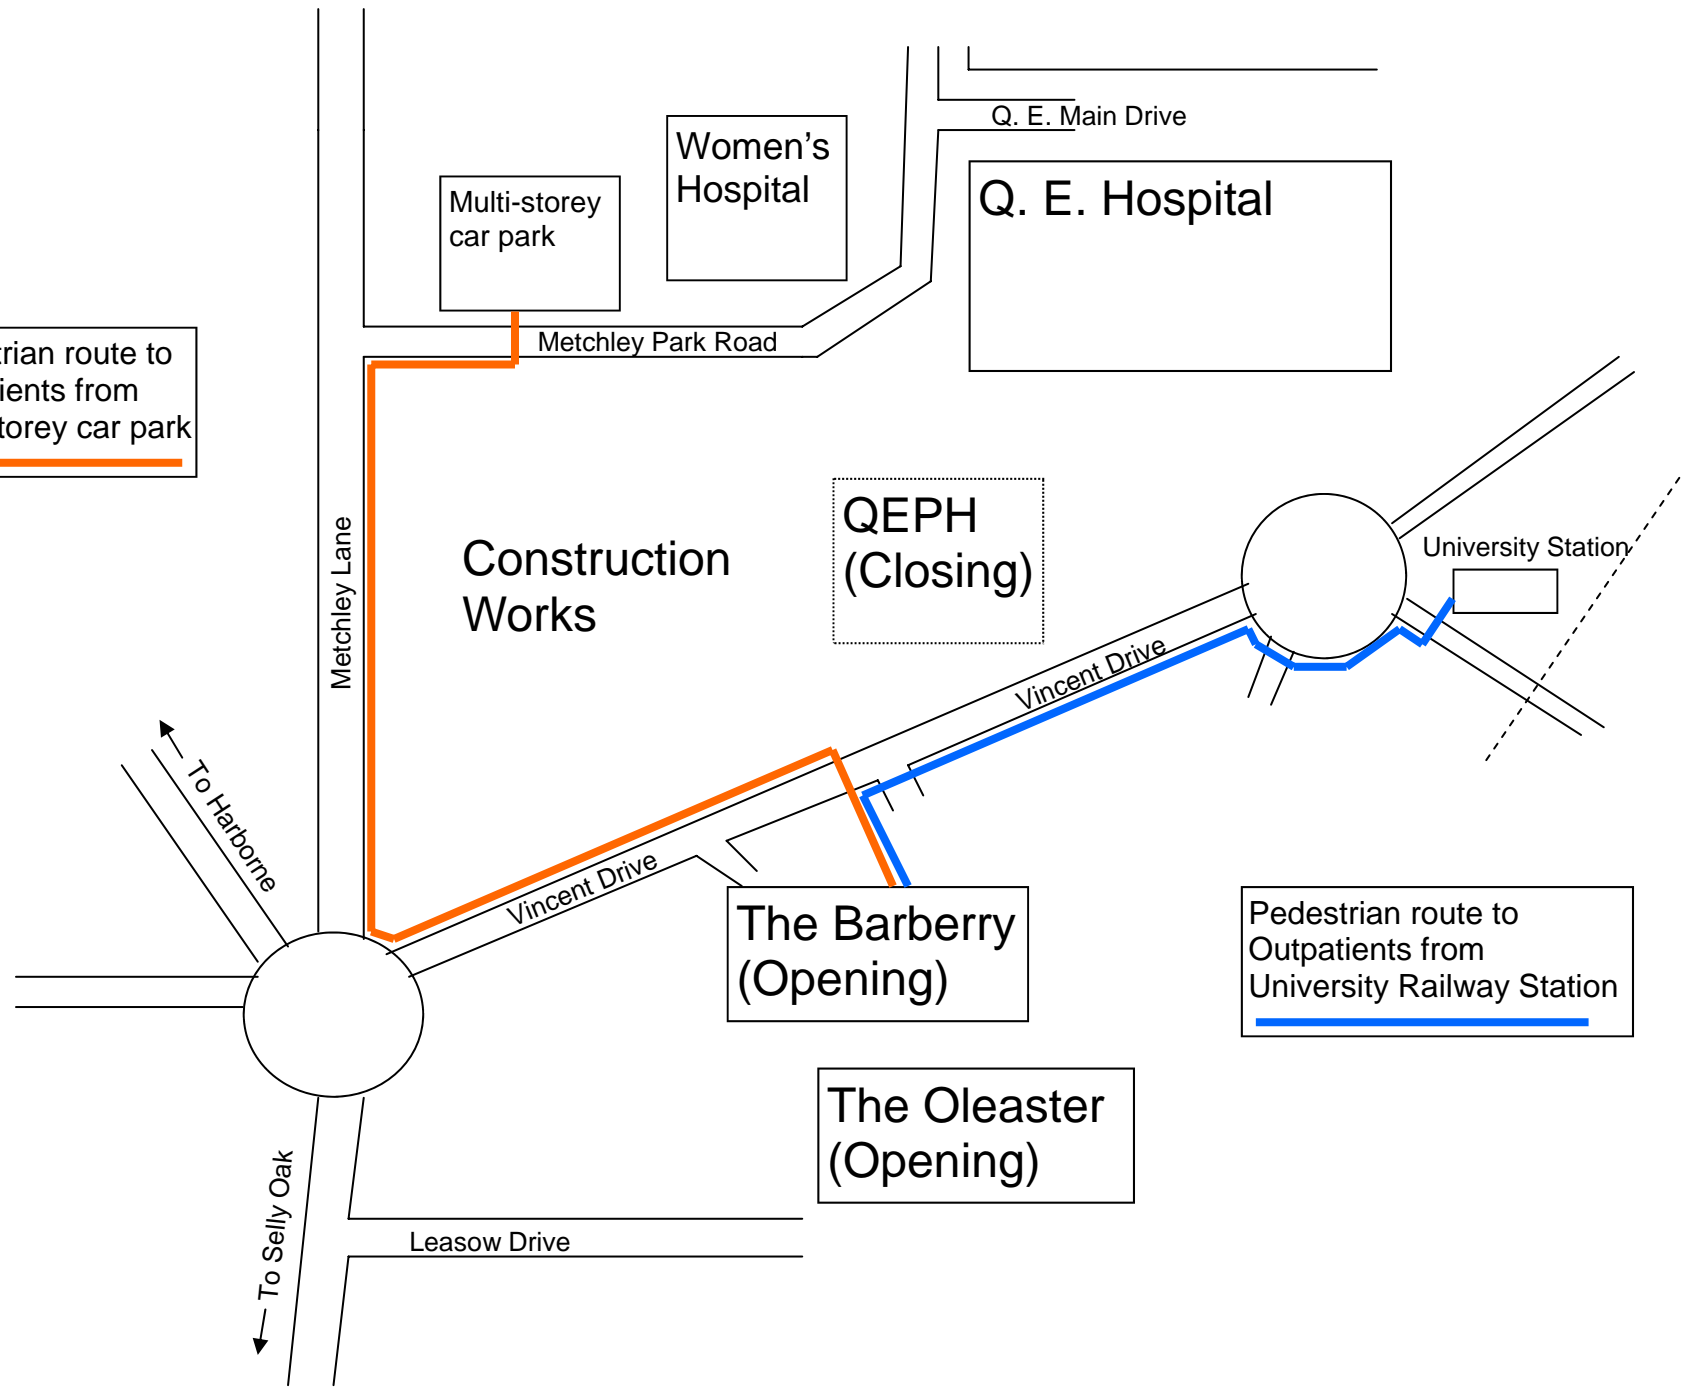 Q. E. Main Drive
Women's
Hospital
Multi-storey
car park
Q. E. Hospital
Metchley Park Road
trian route to
ients from
torey car park
QEPH
(Closing)
Construction
Works
University Station
Metchley Lane
Vincent Drive
To Harborne
Vincent Drive
The Barberry
(Opening)
Pedestrian route to
Outpatients from
University Railway Station
The Oleaster
(Opening)
To Selly Oak
Leasow Drive